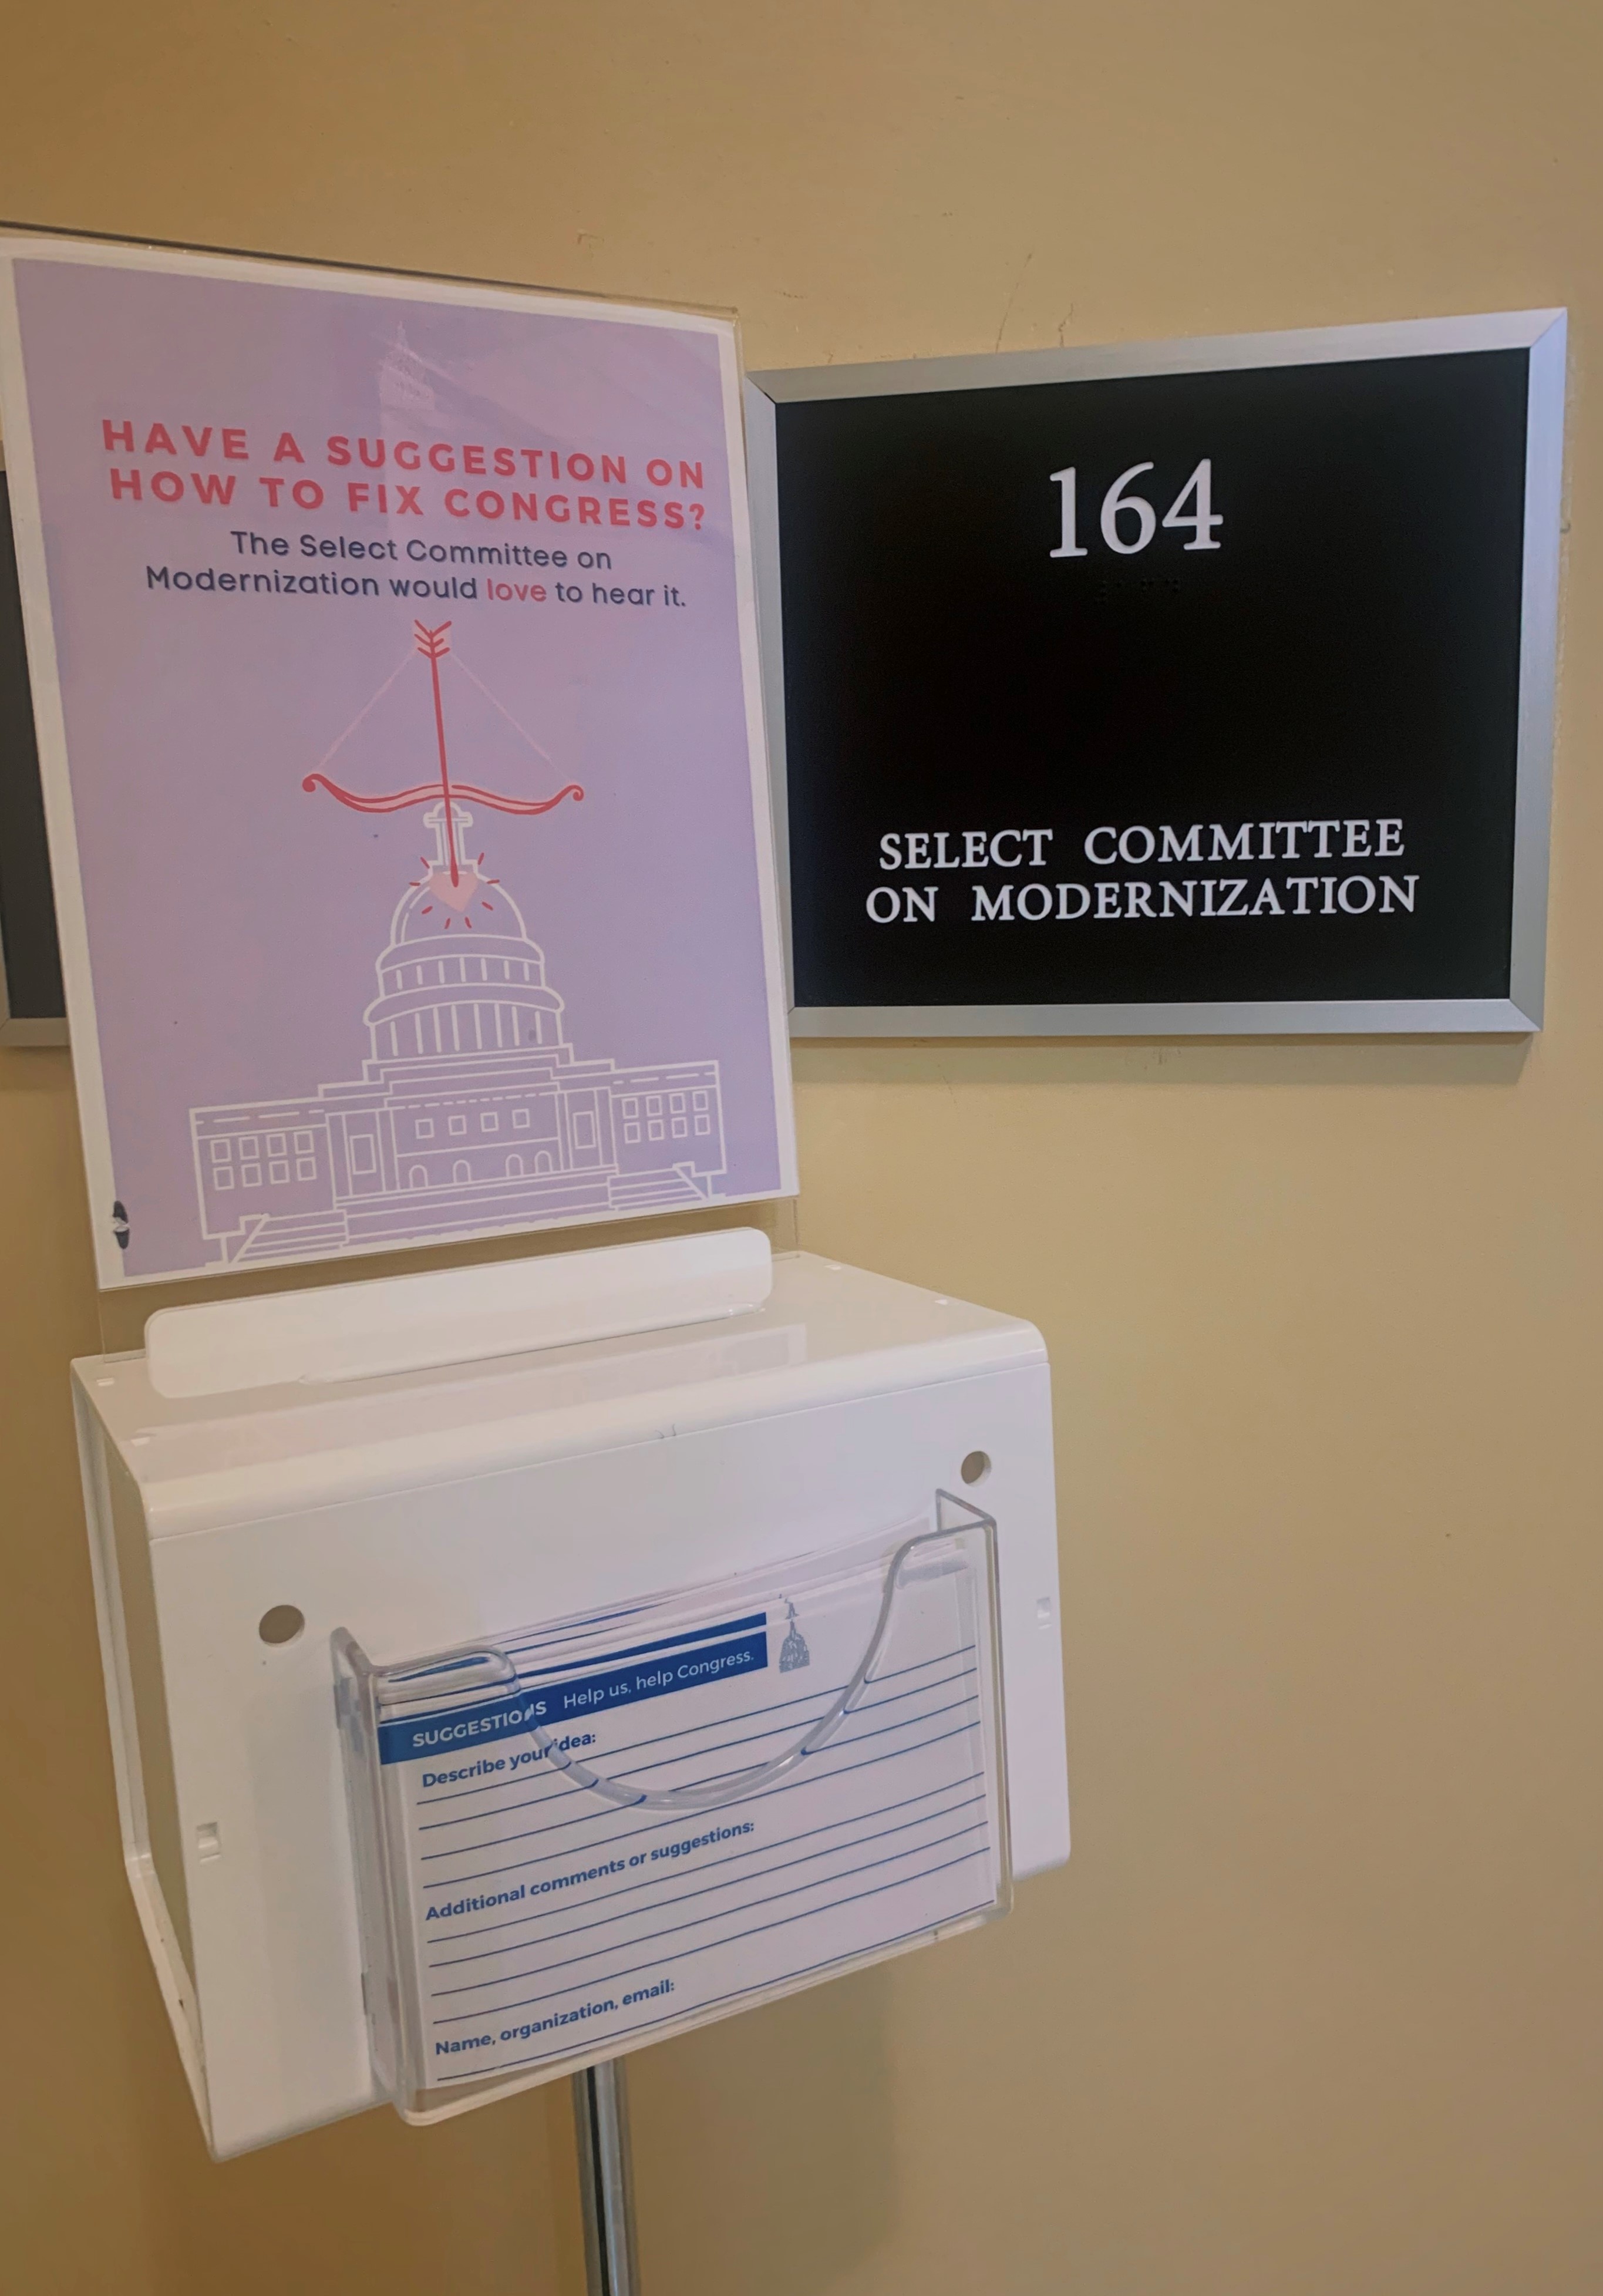 HAVE A SUGGESTION ON
HOW TO FIX CONGRESS?
The Select Committee on
Modernization would love to hear it.
164
SELECT COMMITTEE
ON MODERNIZATION
SUGGESTIONS Help us, help Congress.
Describe your idea:
Additional comments or suggestions:
Name, organization, email: